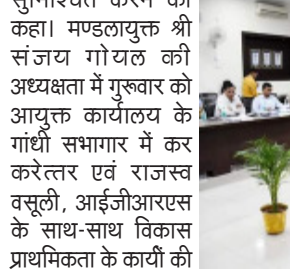 सुनिश्चित करने को
कहा। मण्डलायुक्त श्री
संजय गोयल की
अध्यक्षता में गुरूवार को
आयुक्त कार्यालय के
गांधी सभागार में कर
करेत्तर एवं राजस्व
वसूली, आईजीआरएस
के साथ-साथ विकास
प्राथमिकता के कार्यों की